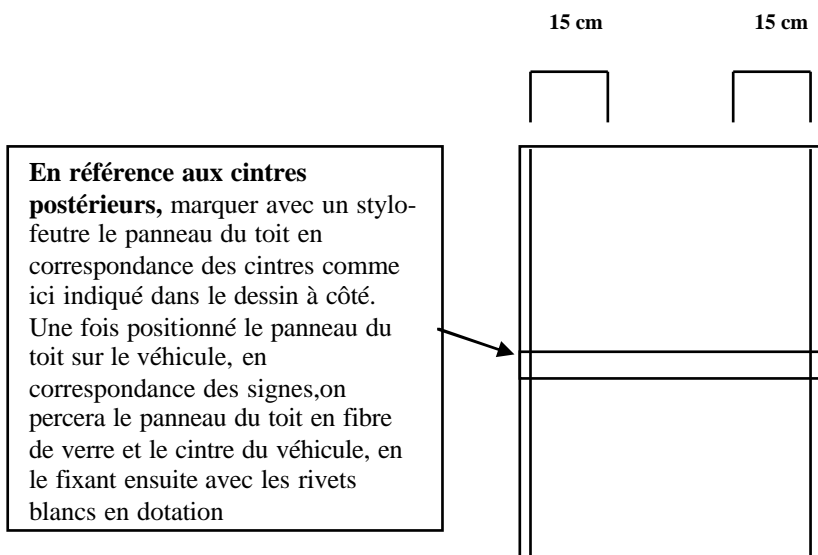 15 cm 15 cm
En référence aux cintres
postérieurs, marquer avec un stylo-
feutre le panneau du toit en
correspondance des cintres comme
ici indiqué dans le dessin à côté.
Une fois positionné le panneau du
toit sur le véhicule, en
correspondance des signes,on
percera le panneau du toit en fibre
de verre et le cintre du véhicule, en
le fixant ensuite avec les rivets
blancs en dotation